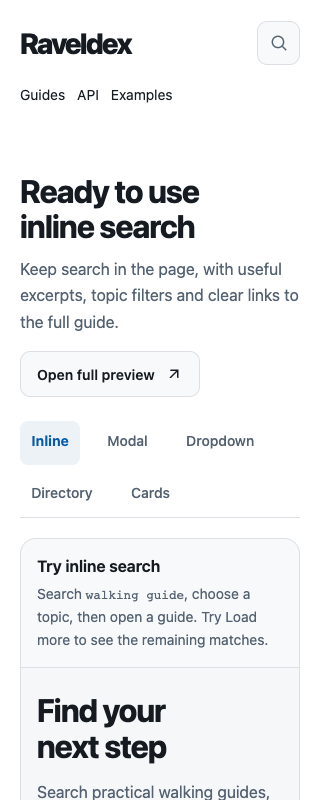 Raveldex
Guides API Examples
Ready to use
inline search
Keep search in the page, with useful
excerpts, topic filters and clear links to
the full guide.
Open full preview
Inline Modal Dropdown
Directory Cards
Try inline search
Search walking guide, choose a
topic, then open a guide. Try Load
more to see the remaining matches.
Find your
next step
Search practical walking guides,